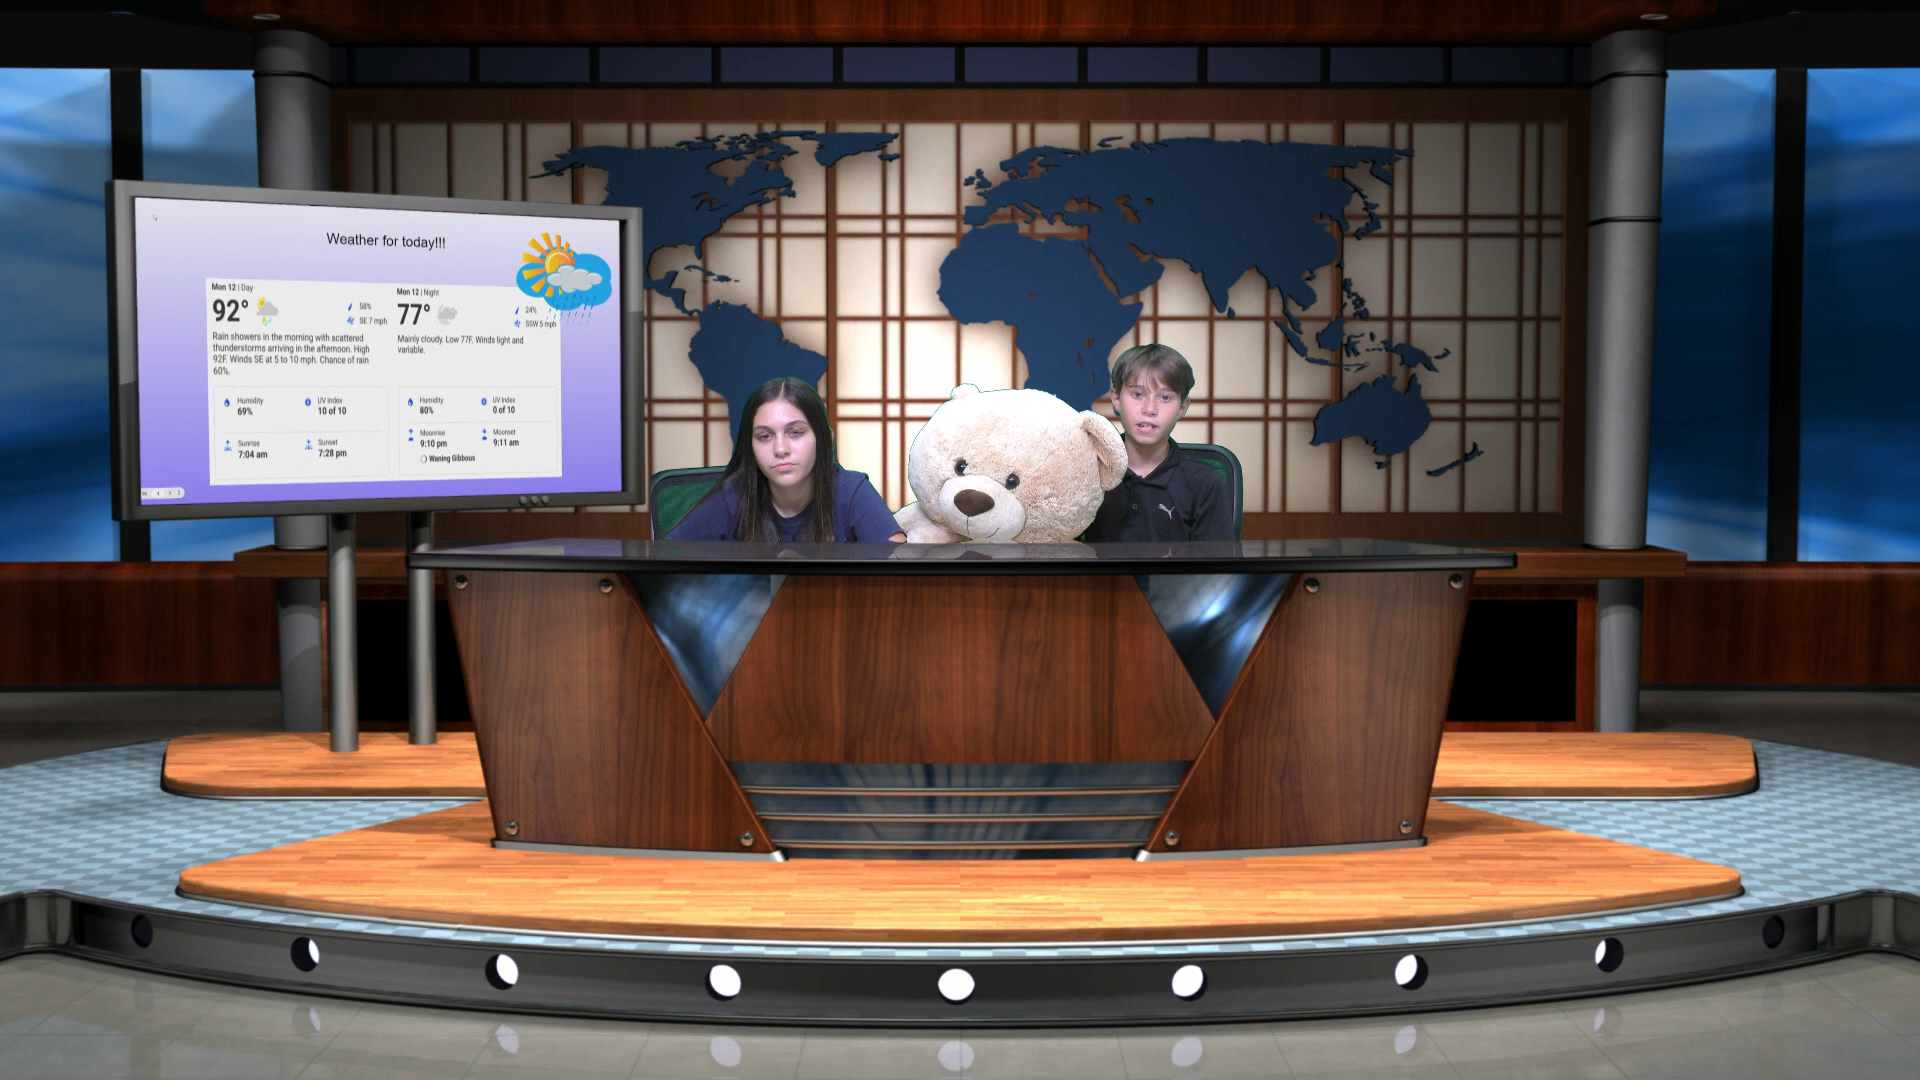 Weather for today!!!
Mon 12 | Day
92°
58%
SE 7 mph
Rain showers in the morning with scattered
thunderstorms arriving in the afternoon. High
92F. Winds SE at 5 to 10 mph. Chance of rain
60%.
Humidity
69%
UV Index
10 of 10
Sunrise
7:04 am
Sunset
7:28 pm
Mon 12 | Night
77°
24%
SSW 5 mph
Mainly cloudy. Low 77F. Winds light and
variable.
Humidity
80%
UV Index
0 of 10
Moonrise
9:10 pm
Moonset
9:11 am
Waning Gibbous